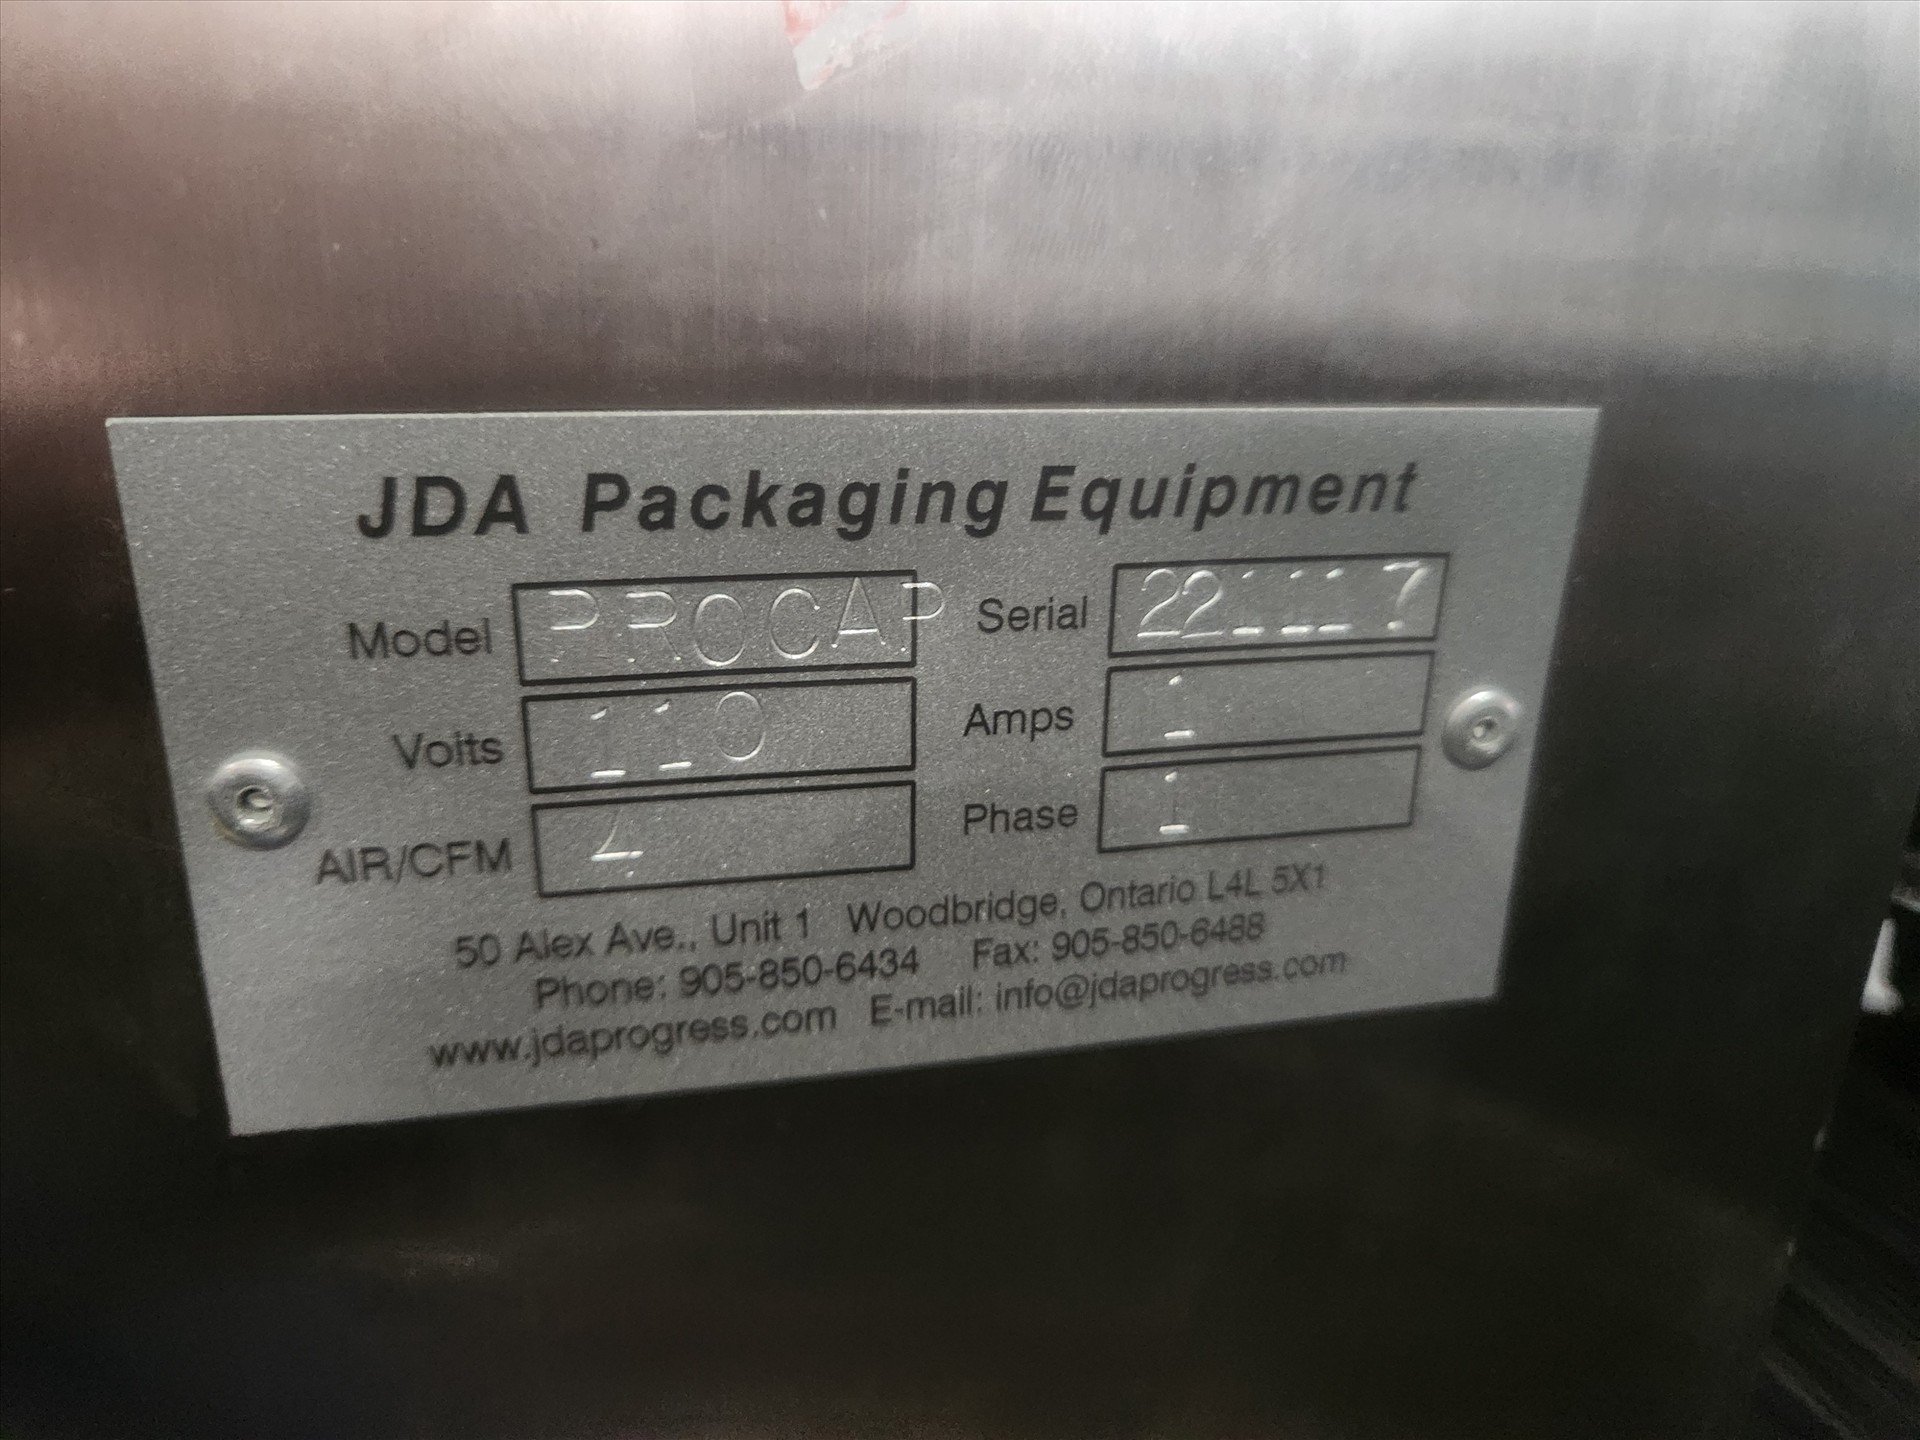 JDA Packaging Equipment
Model PROCAP Serial 221117
Volts 110 Amps 1
AIR/CFM Phase 1
50 Alex Ave., Unit 1 Woodbridge, Ontario L4L 5X1
Phone: 905-850-6434 Fax: 905-850-6488
www.jdaprogress.com E-mail: info@jdaprogress.com